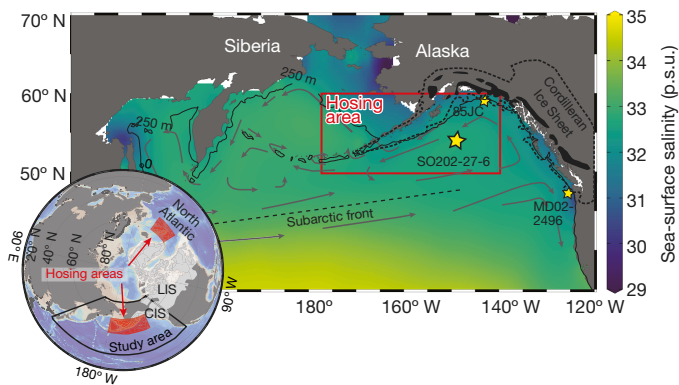 70° N
60° N
50° N
Siberia
Alaska
250 m
250 m
0
Hosing
area
85JC
SO202-27-6
MD02-
2496
Cordilleran
Ice Sheet
Subarctic front
180°
160° W
140° W
120° W
35
34
33
32
31
30
29
Sea-surface salinity (p.s.u.)
North
Atlantic
90° E
20° N
40° N
60° N
80° N
Hosing areas
LIS
CIS
Study area
90° W
180° W